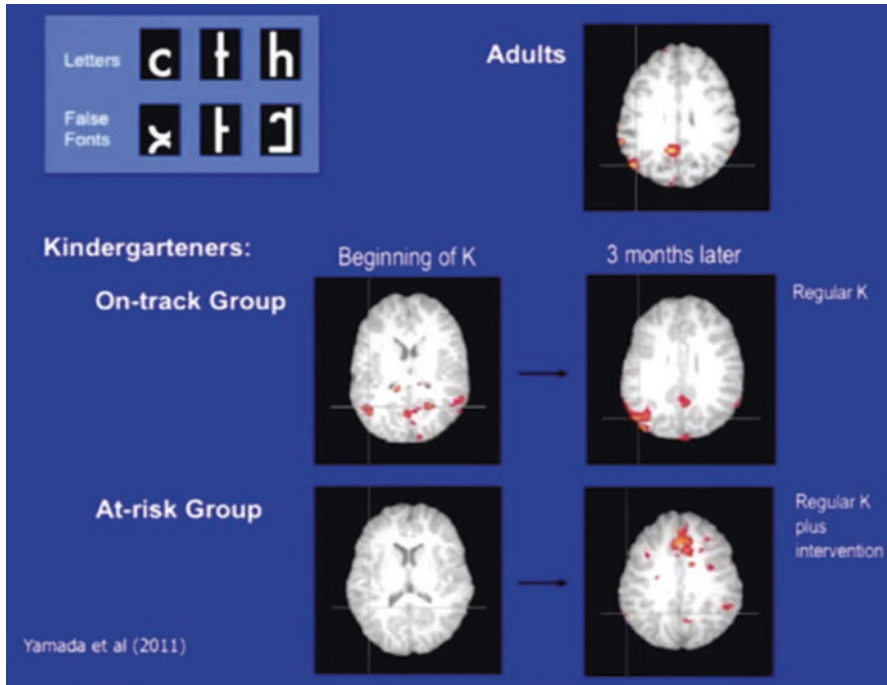 Letters
c t h
False
Fonts
Adults
Kindergarteners:
Beginning of K
3 months later
On-track Group
Regular K
At-risk Group
Regular K
plus
intervention
Yamada et al (2011)